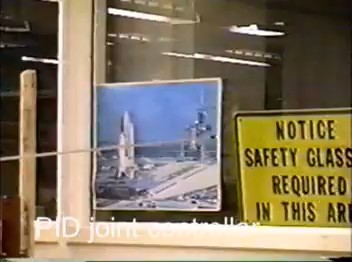 NOTICE
SAFETY GLASS
REQUIRED
IN THIS AR
PID joint controller